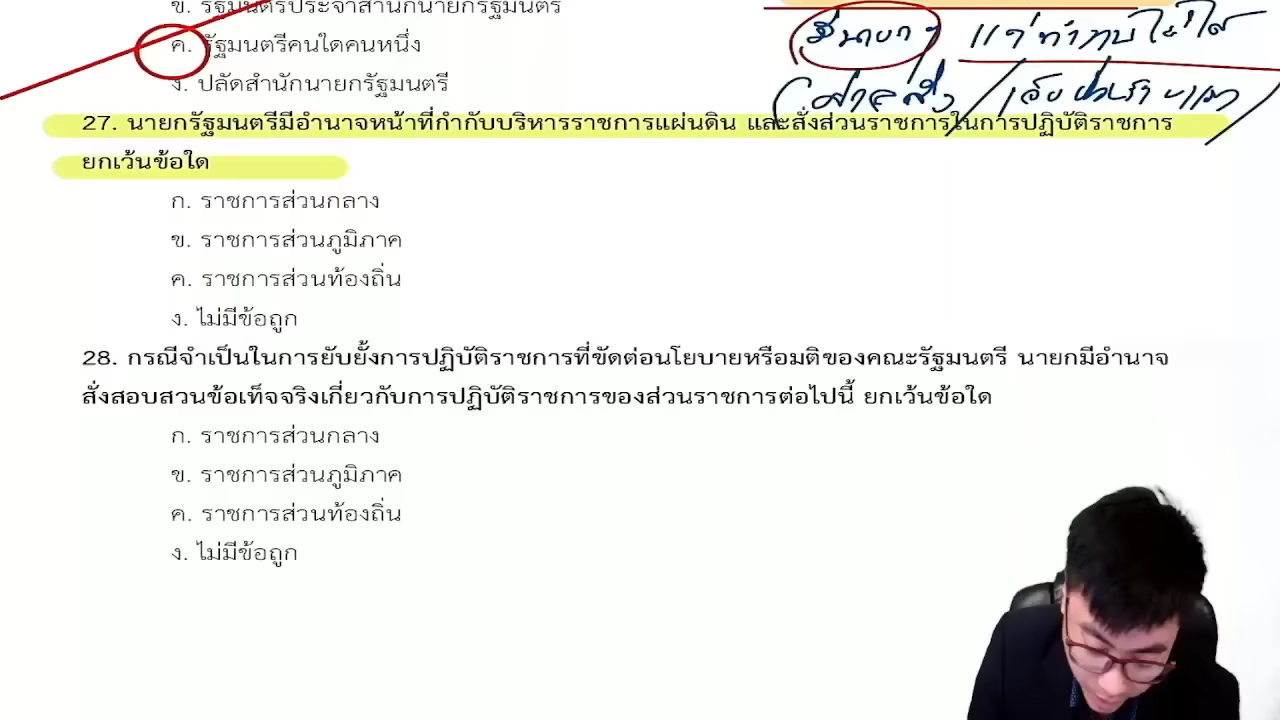 ข. รัฐมนตรีประจำสำนักนายกรัฐมนตรี
ค. รัฐมนตรีคนใดคนหนึ่ง
ง. ปลัดสำนักนายกรัฐมนตรี
27. นายกรัฐมนตรีมีอำนาจหน้าที่กำกับบริหารราชการแผ่นดิน และสั่งส่วนราชการในการปฏิบัติราชการ
ยกเว้นข้อใด
ก. ราชการส่วนกลาง
ข. ราชการส่วนภูมิภาค
ค. ราชการส่วนท้องถิ่น
ง. ไม่มีข้อถูก
28. กรณีจำเป็นในการยับยั้งการปฏิบัติราชการที่ขัดต่อนโยบายหรือมติของคณะรัฐมนตรี นายกมีอำนาจ
สั่งสอบสวนข้อเท็จจริงเกี่ยวกับการปฏิบัติราชการของส่วนราชการต่อไปนี้ ยกเว้นข้อใด
ก. ราชการส่วนกลาง
ข. ราชการส่วนภูมิภาค
ค. ราชการส่วนท้องถิ่น
ง. ไม่มีข้อถูก